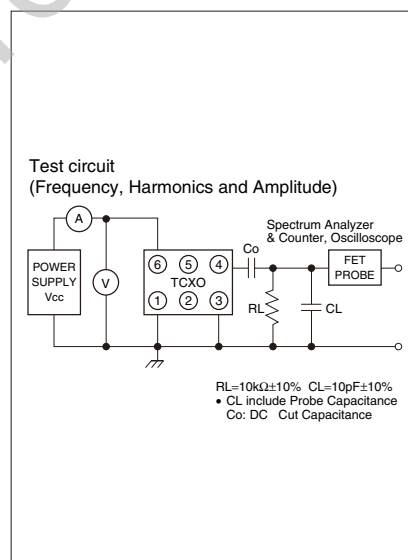 Test circuit
(Frequency, Harmonics and Amplitude)
A
Spectrum Analyzer
& Counter, Oscilloscope
Co
POWER
SUPPLY
Vcc
V
6 5 4
TCXO
1 2 3
RL
CL
FET
PROBE
RL=10kΩ±10% CL=10pF±10%
• CL include Probe Capacitance
Co: DC Cut Capacitance